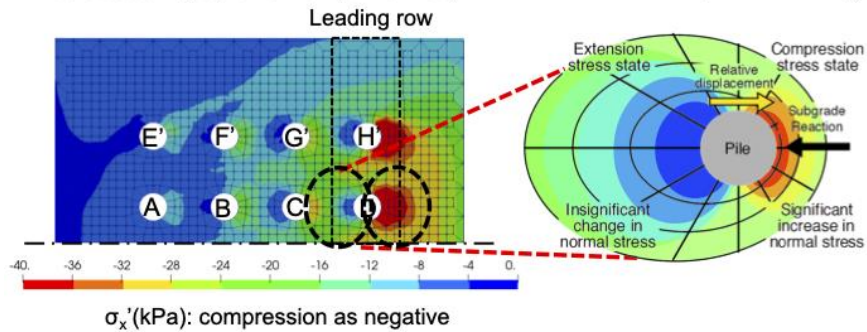 Leading row
E' F' G' H'
A B C D
-40. -36 -32 -28 -24 -20 -16 -12 -8 -4 0.
σx'(kPa): compression as negative
Extension
stress state
Compression
stress state
Relative
displacement
Subgrade
Reaction
Pile
Insignificant
change in
normal stress
Significant
increase in
normal stress